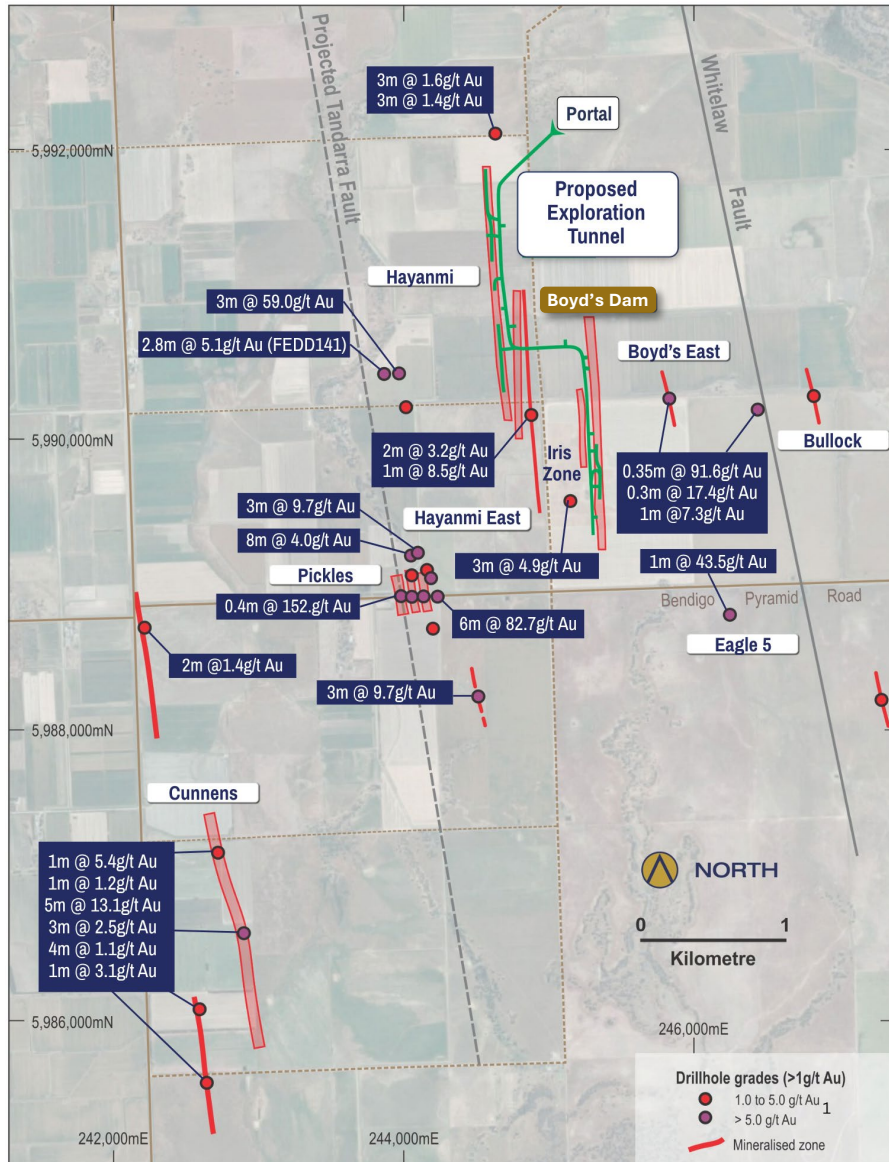 3m @ 1.6g/t Au
3m @ 1.4g/t Au
Projected Tandarra Fault
Whitelaw
Fault
Portal
5,992,000mN
Proposed
Exploration
Tunnel
Hayanmi
3m @ 59.0g/t Au
Boyd's Dam
2.8m @ 5.1g/t Au (FEDD141)
Boyd's East
5,990,000mN
Bullock
2m @ 3.2g/t Au
1m @ 8.5g/t Au
Iris
Zone
0.35m @ 91.6g/t Au
0.3m @ 17.4g/t Au
1m @7.3g/t Au
3m @ 9.7g/t Au
Hayanmi East
8m @ 4.0g/t Au
Pickles
3m @ 4.9g/t Au
1m @ 43.5g/t Au
0.4m @ 152.g/t Au
6m @ 82.7g/t Au
Bendigo Pyramid Road
Eagle 5
2m @1.4g/t Au
3m @ 9.7g/t Au
5,988,000mN
Cunnens
1m @ 5.4g/t Au
1m @ 1.2g/t Au
5m @ 13.1g/t Au
3m @ 2.5g/t Au
4m @ 1.1g/t Au
1m @ 3.1g/t Au
NORTH
0 1
Kilometre
5,986,000mN
246,000mE
Drillhole grades (>1g/t Au)
1.0 to 5.0 g/t Au 1
> 5.0 g/t Au
Mineralised zone
242,000mE
244,000mE